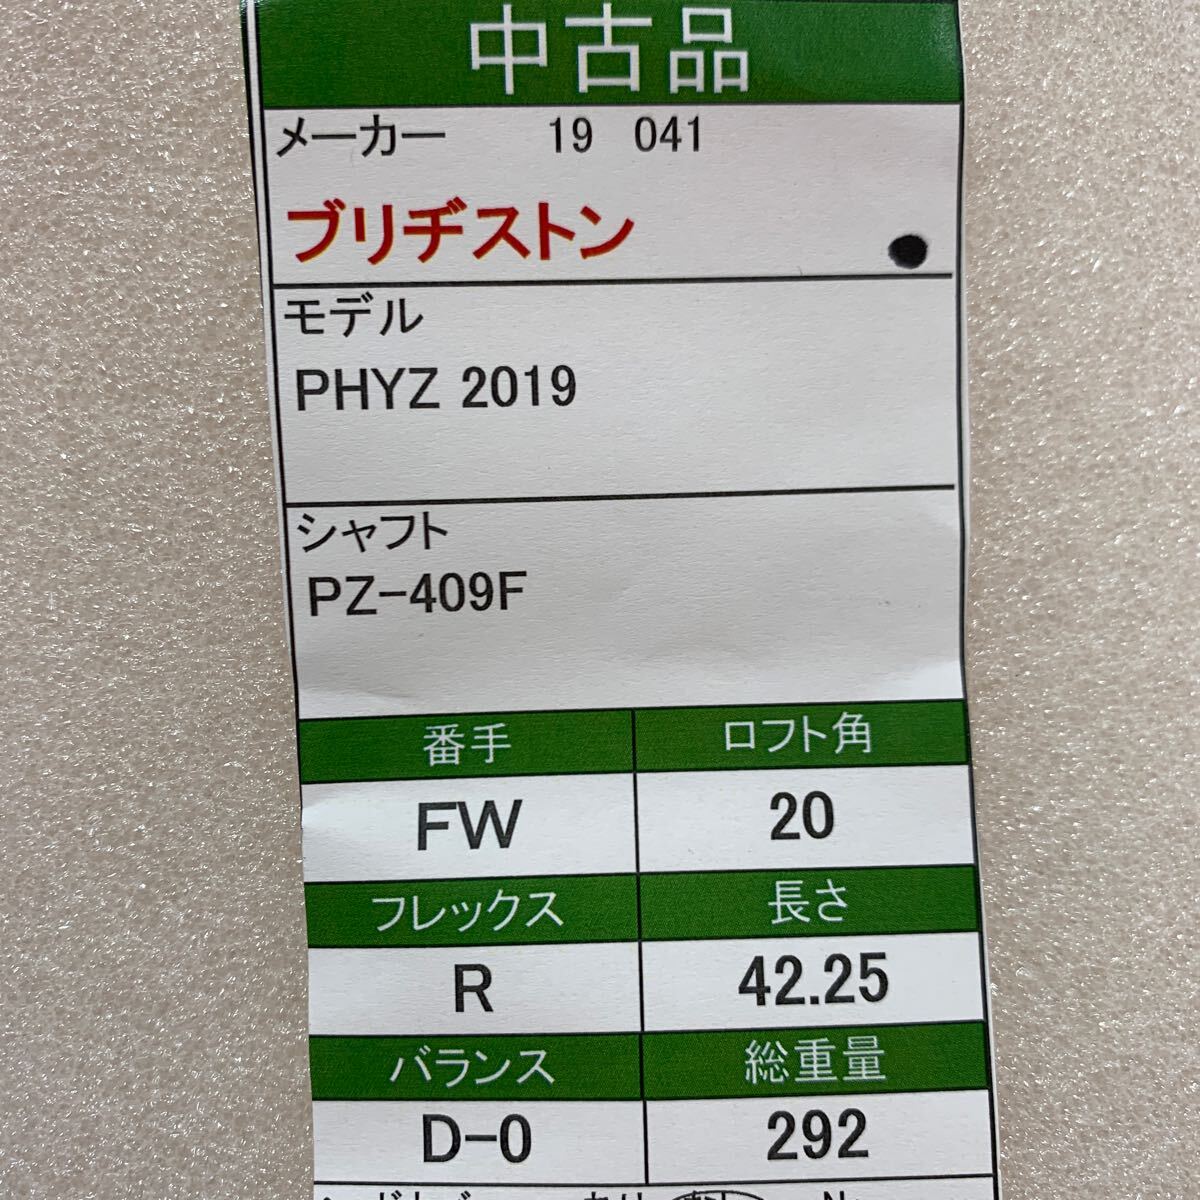 中古品
メーカー 19 041
ブリヂストン
モデル
PHYZ 2019
シャフト
PZ-409F
番手 ロフト角
FW 20
フレックス 長さ
R 42.25
バランス 総重量
D-0 292